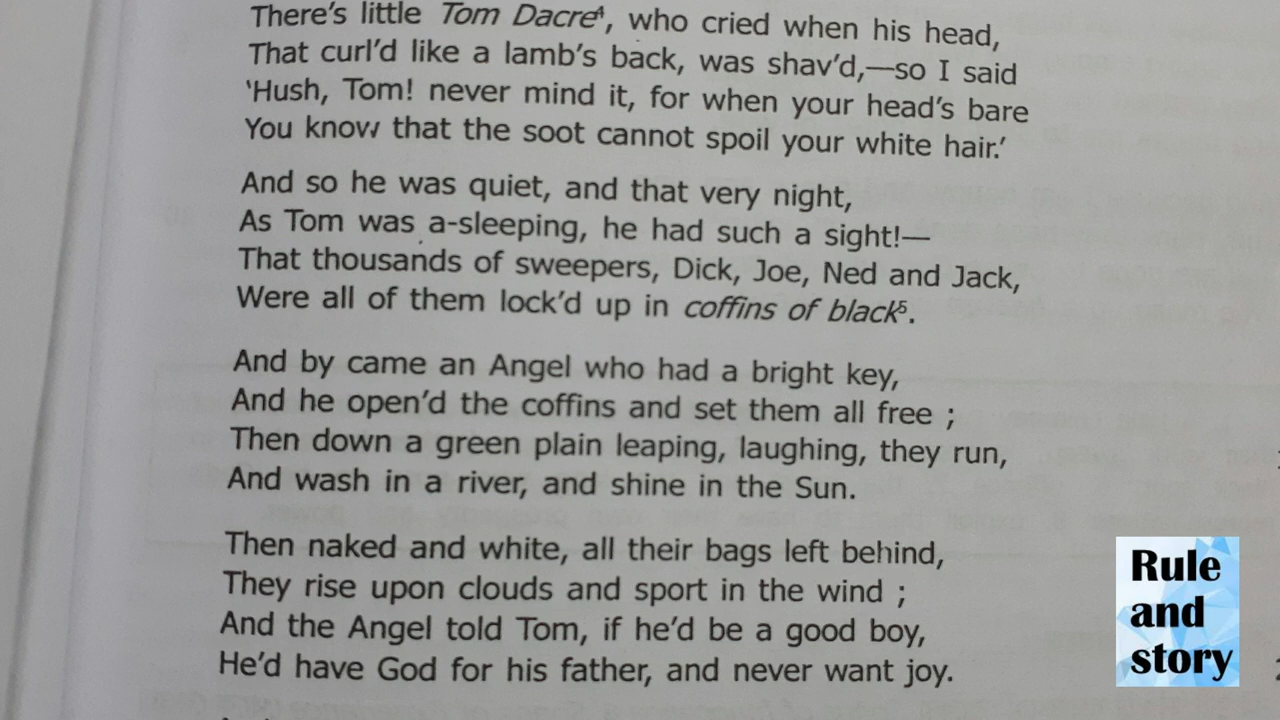 There's little Tom Dacre⁴, who cried when his head,
That curl'd like a lamb's back, was shav'd,—so I said
'Hush, Tom! never mind it, for when your head's bare
You know that the soot cannot spoil your white hair.'
And so he was quiet, and that very night,
As Tom was a-sleeping, he had such a sight!—
That thousands of sweepers, Dick, Joe, Ned and Jack,
Were all of them lock'd up in coffins of black⁵.
And by came an Angel who had a bright key,
And he open'd the coffins and set them all free ;
Then down a green plain leaping, laughing, they run,
And wash in a river, and shine in the Sun.
Then naked and white, all their bags left behind,
They rise upon clouds and sport in the wind ;
And the Angel told Tom, if he'd be a good boy,
He'd have God for his father, and never want joy.
Rule
and
story